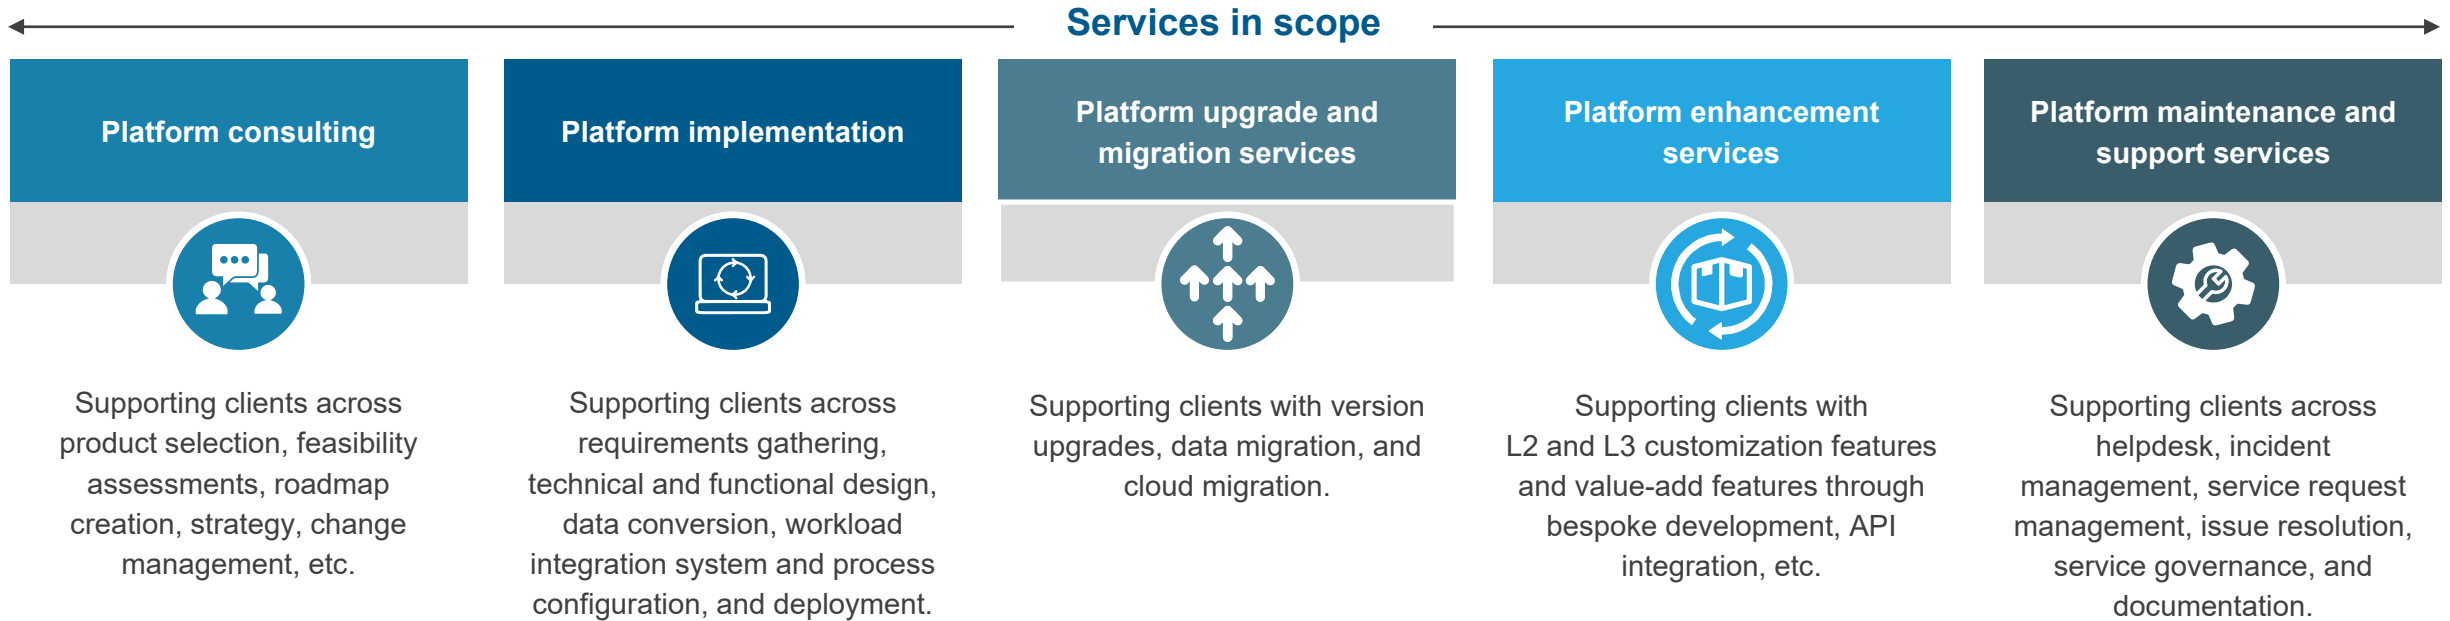 Services in scope
Platform consulting
Supporting clients across
product selection, feasibility
assessments, roadmap
creation, strategy, change
management, etc.
Platform implementation
Supporting clients across
requirements gathering,
technical and functional design,
data conversion, workload
integration system and process
configuration, and deployment.
Platform upgrade and
migration services
Supporting clients with version
upgrades, data migration, and
cloud migration.
Platform enhancement
services
Supporting clients with
L2 and L3 customization features
and value-add features through
bespoke development, API
integration, etc.
Platform maintenance and
support services
Supporting clients across
helpdesk, incident
management, service request
management, issue resolution,
service governance, and
documentation.